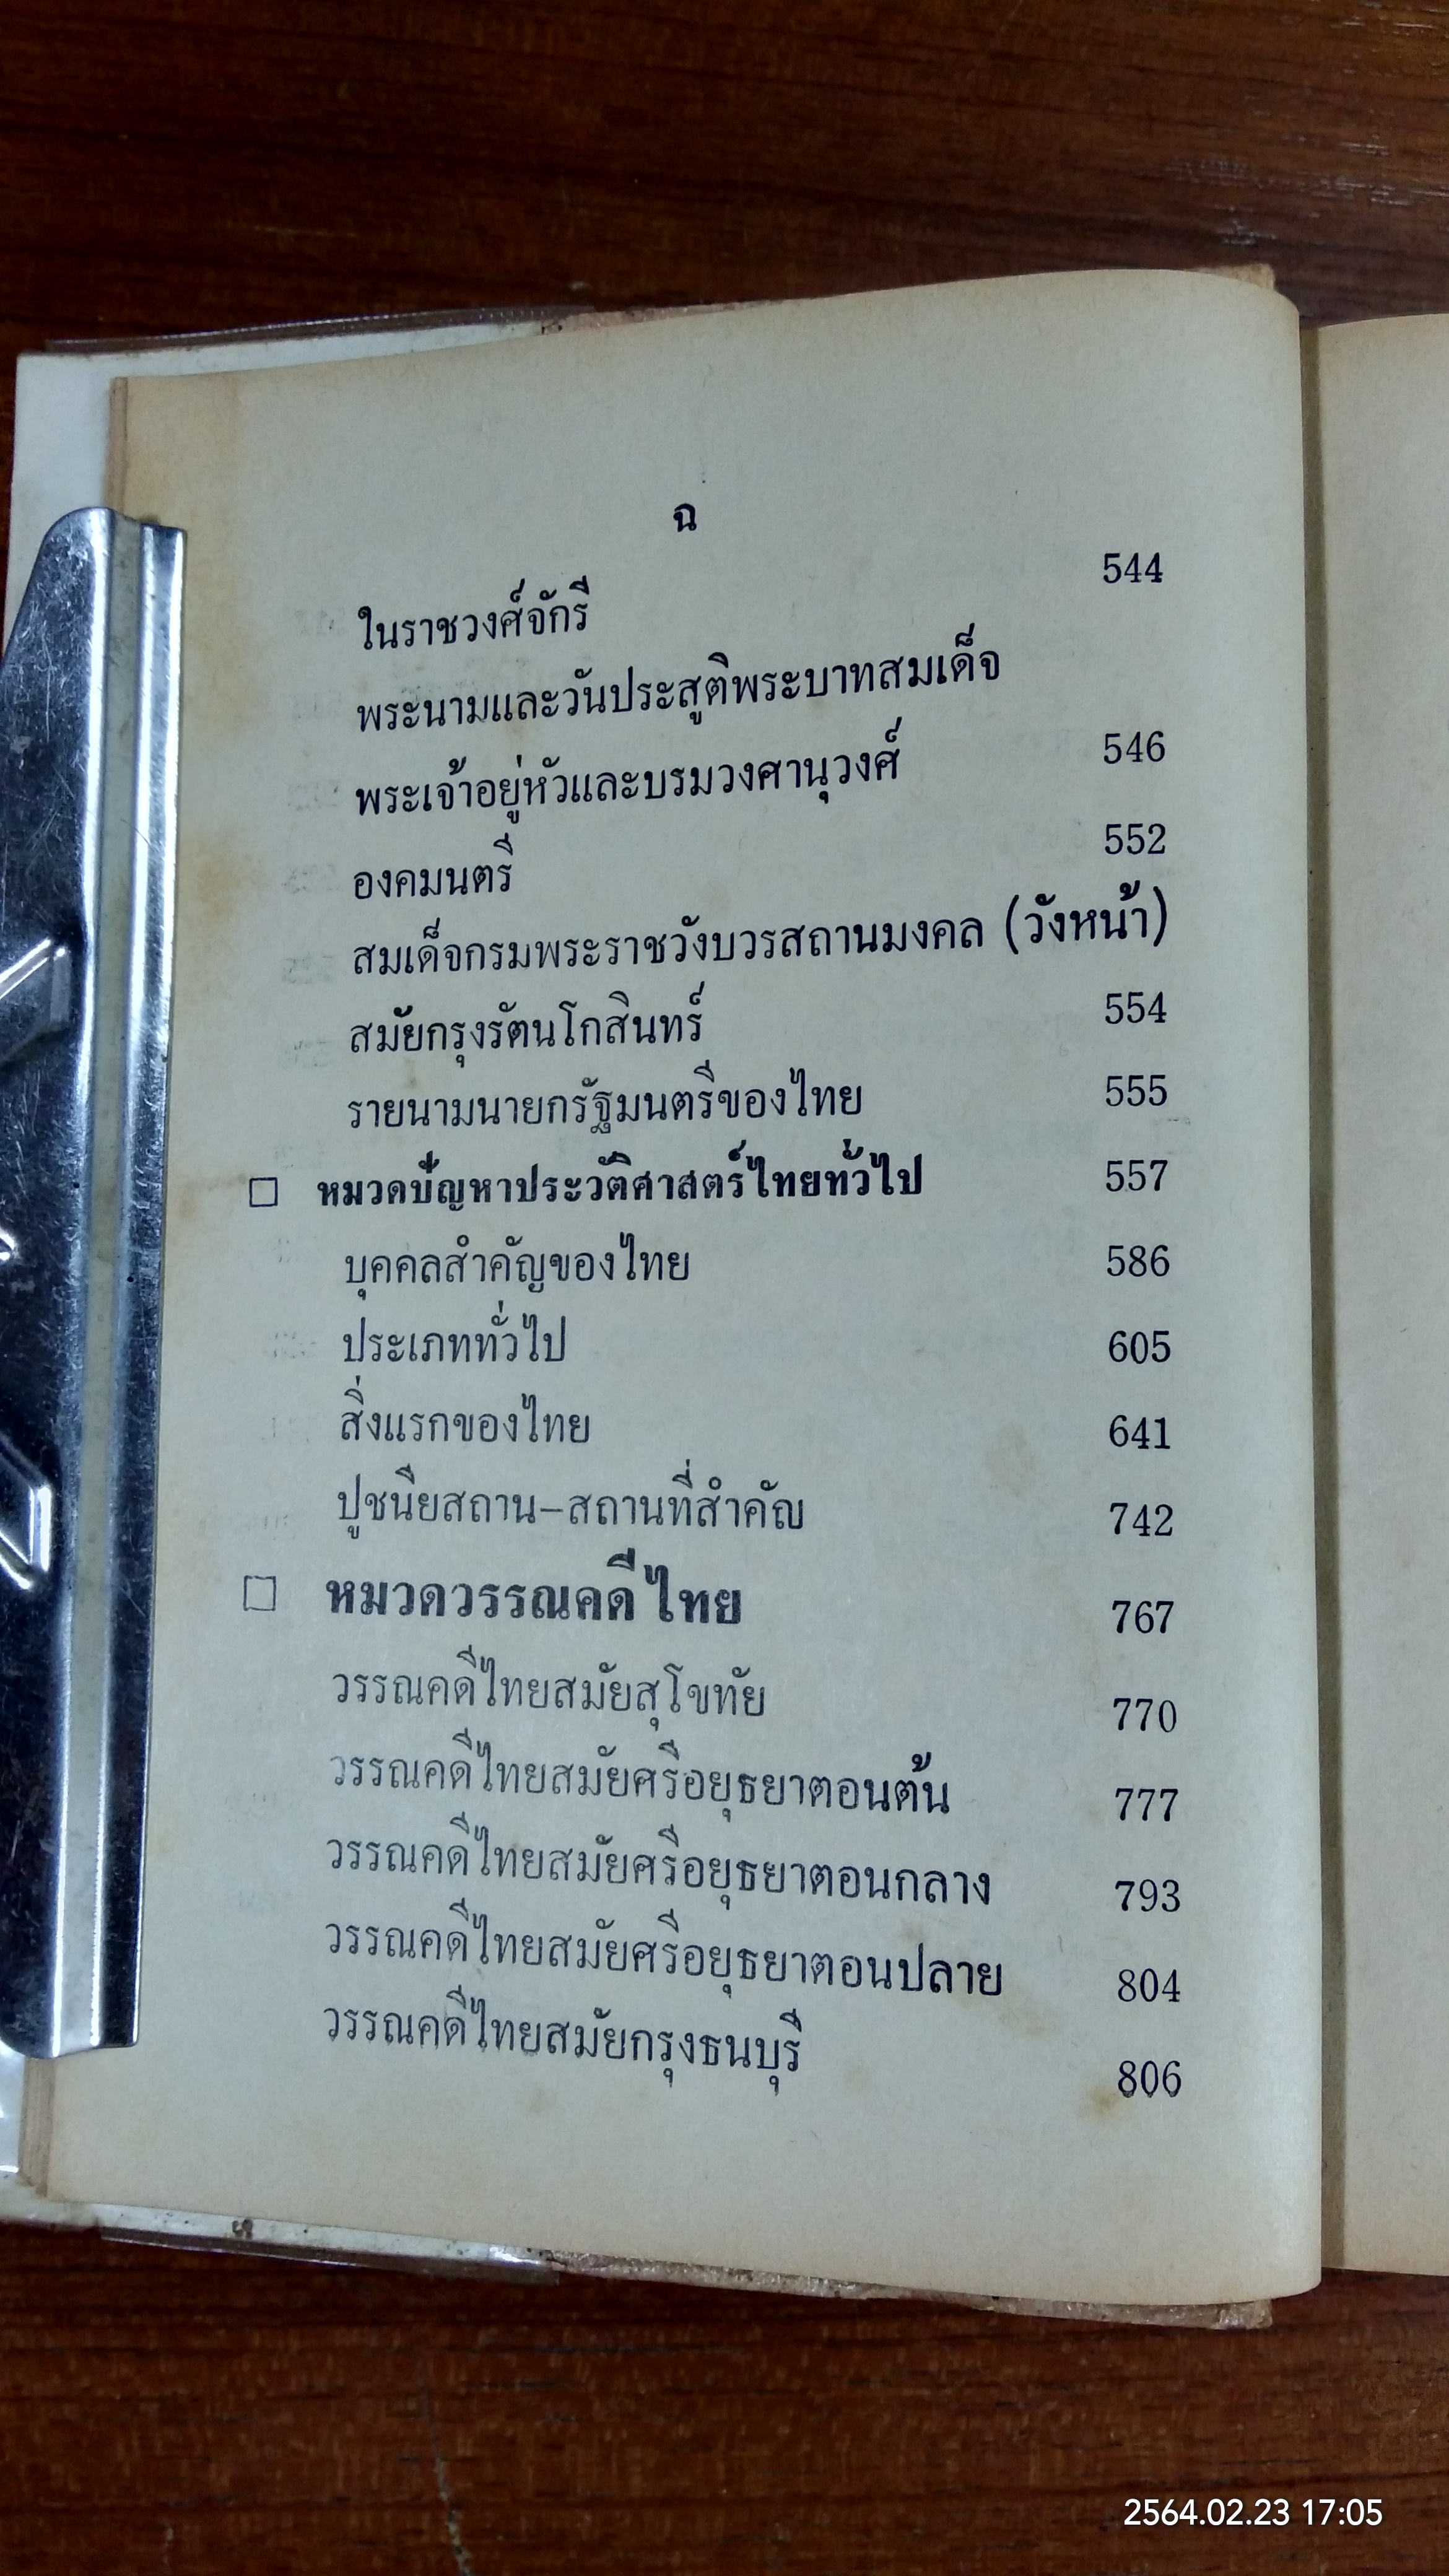 ฉ
ในราชวงศ์จักรี 544
พระนามและวันประสูติพระบาทสมเด็จ
พระเจ้าอยู่หัวและบรมวงศานุวงศ์ 546
องคมนตรี 552
สมเด็จกรมพระราชวังบวรสถานมงคล (วังหน้า)
สมัยกรุงรัตนโกสินทร์ 554
รายนามนายกรัฐมนตรีของไทย 555
□ หมวดปัญหาประวัติศาสตร์ไทยทั่วไป 557
บุคคลสำคัญของไทย 586
ประเภททั่วไป 605
สิ่งแรกของไทย 641
ปูชนียสถาน–สถานที่สำคัญ 742
□ หมวดวรรณคดีไทย 767
วรรณคดีไทยสมัยสุโขทัย 770
วรรณคดีไทยสมัยศรีอยุธยาตอนต้น 777
วรรณคดีไทยสมัยศรีอยุธยาตอนกลาง 793
วรรณคดีไทยสมัยศรีอยุธยาตอนปลาย 804
วรรณคดีไทยสมัยกรุงธนบุรี 806
2564.02.23 17:05